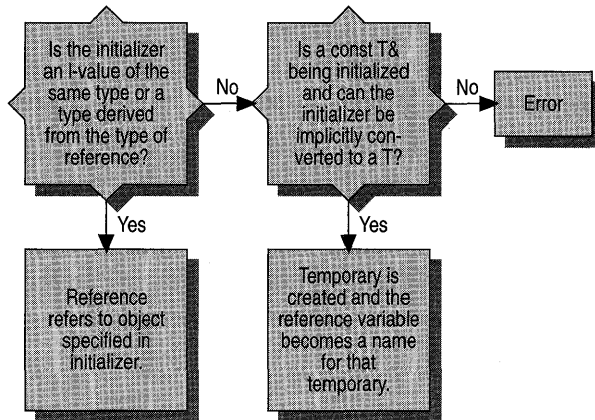 Is the initializer
an l-value of the
same type or a
type derived
from the type of
reference?
No
Is a const T&
being initialized
and can the
initializer be
implicitly con-
verted to a T?
No
Error
Yes
Yes
Reference
refers to object
specified in
initializer.
Temporary is
created and the
reference variable
becomes a name
for that
temporary.